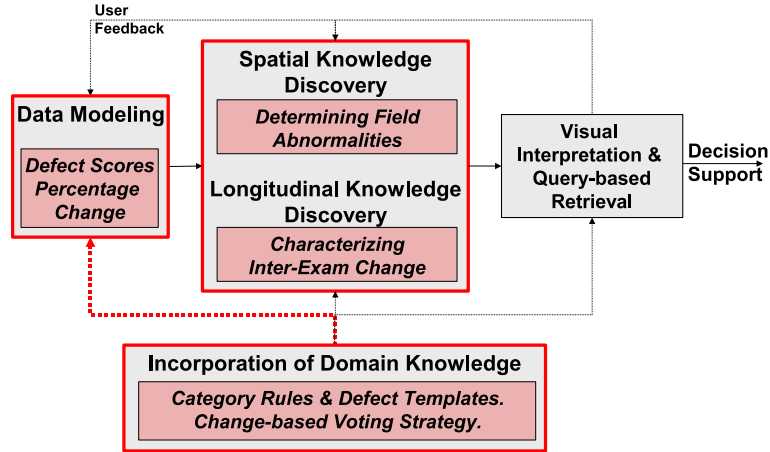 User
Feedback
Data Modeling
Defect Scores
Percentage
Change
Spatial Knowledge
Discovery
Determining Field
Abnormalities
Longitudinal Knowledge
Discovery
Characterizing
Inter-Exam Change
Visual
Interpretation &
Query-based
Retrieval
Decision
Support
Incorporation of Domain Knowledge
Category Rules & Defect Templates.
Change-based Voting Strategy.